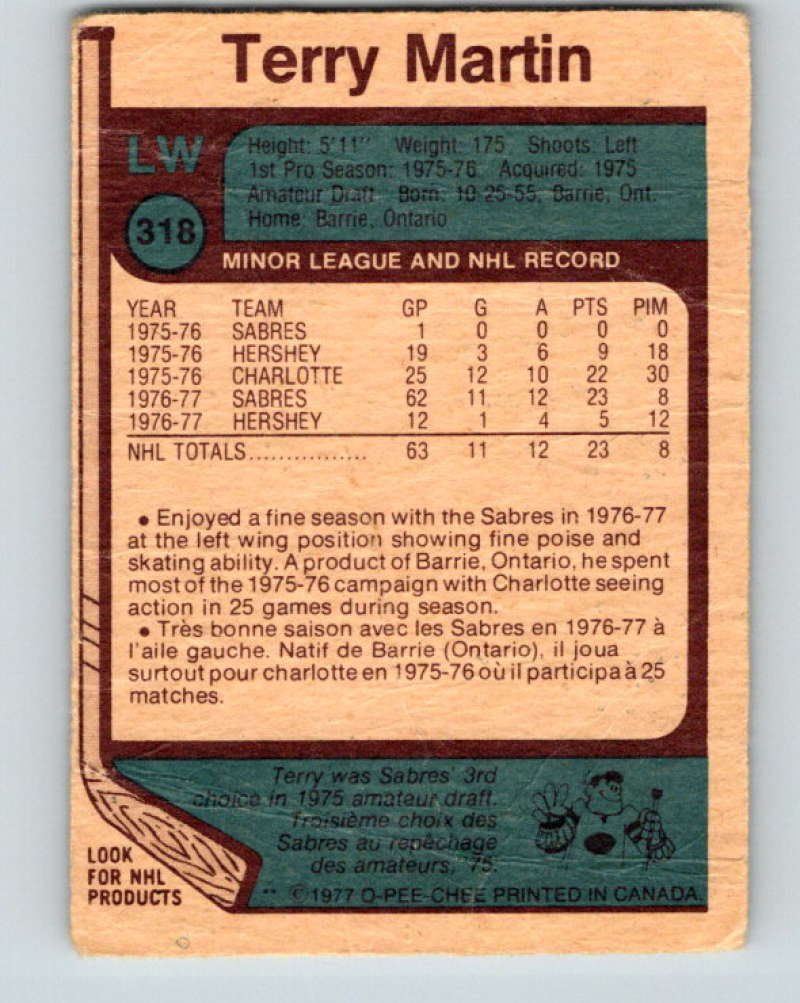 Terry Martin
LW
Height: 5'11" Weight: 175 Shoots: Left
1st Pro Season: 1975-76 Acquired: 1975
Amateur Draft Born: 10-25-55, Barrie, Ont.
Home: Barrie, Ontario
318
MINOR LEAGUE AND NHL RECORD
YEAR TEAM GP G A PTS PIM
1975-76 SABRES 1 0 0 0 0
1975-76 HERSHEY 19 3 6 9 18
1975-76 CHARLOTTE 25 12 10 22 30
1976-77 SABRES 62 11 12 23 8
1976-77 HERSHEY 12 1 4 5 12
NHL TOTALS................ 63 11 12 23 8
• Enjoyed a fine season with the Sabres in 1976-77
at the left wing position showing fine poise and
skating ability. A product of Barrie, Ontario, he spent
most of the 1975-76 campaign with Charlotte seeing
action in 25 games during season.
• Très bonne saison avec les Sabres en 1976-77 à
l'aile gauche. Natif de Barrie (Ontario), il joua
surtout pour charlotte en 1975-76 où il participa à 25
matches.
Terry was Sabres' 3rd
choice in 1975 amateur draft.
Troisième choix des
Sabres au repêchage
des amateurs, '75.
LOOK
FOR NHL
PRODUCTS
** © 1977 O-PEE-CHEE PRINTED IN CANADA.